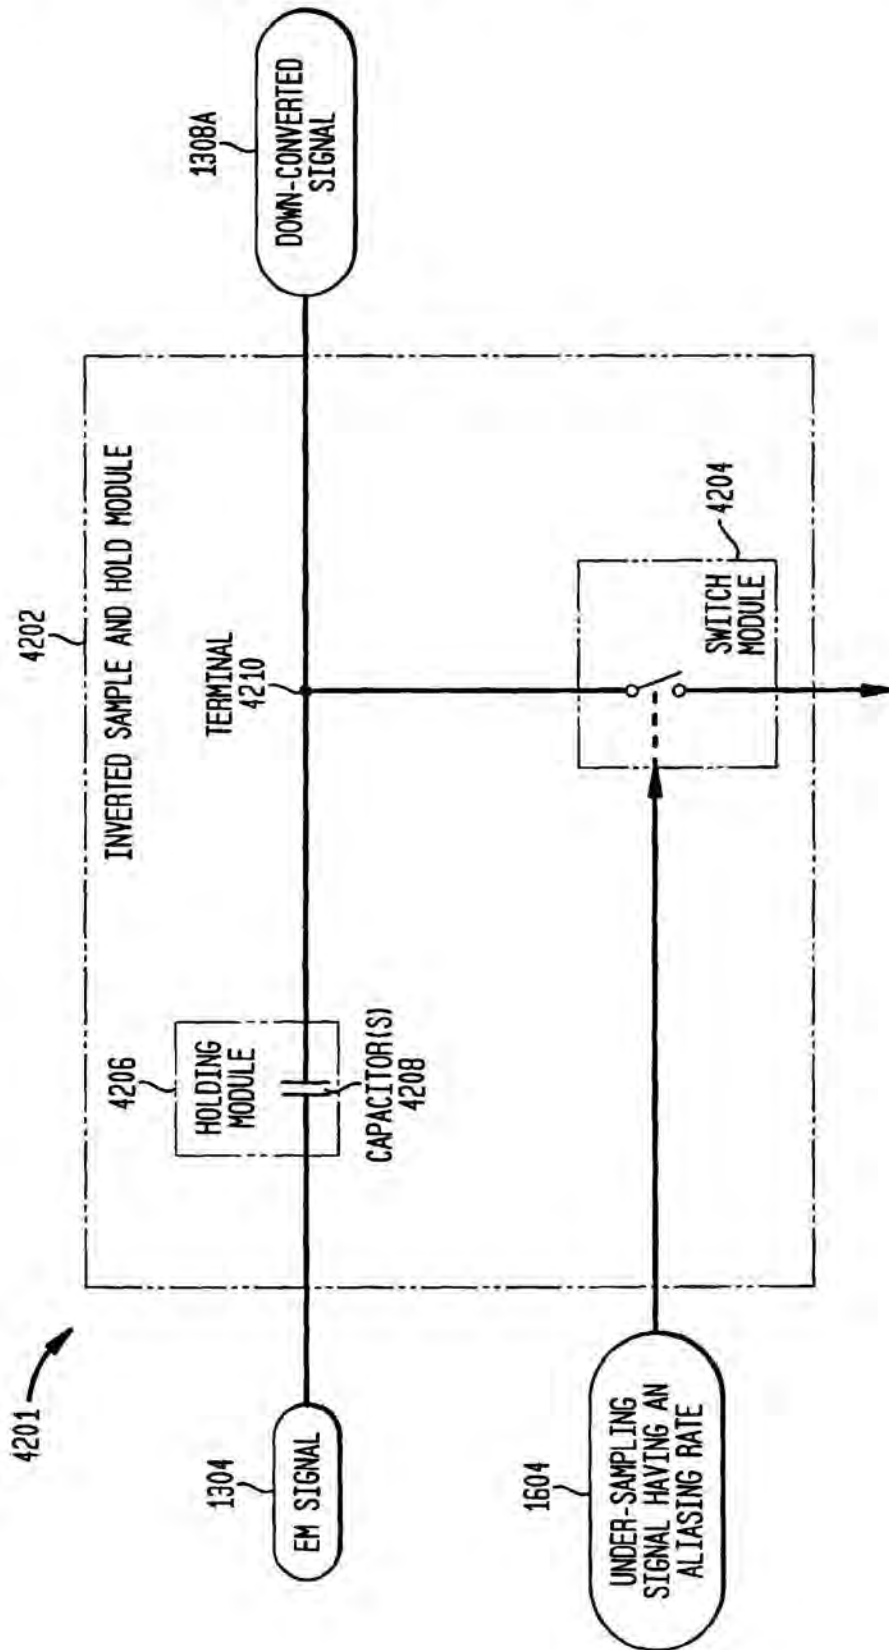 4201
4202
INVERTED SAMPLE AND HOLD MODULE
1304
EM SIGNAL
4206
HOLDING
MODULE
CAPACITOR(S)
4208
TERMINAL
4210
1308A
DOWN-CONVERTED
SIGNAL
1604
UNDER-SAMPLING
SIGNAL HAVING AN
ALIASING RATE
SWITCH
MODULE
4204